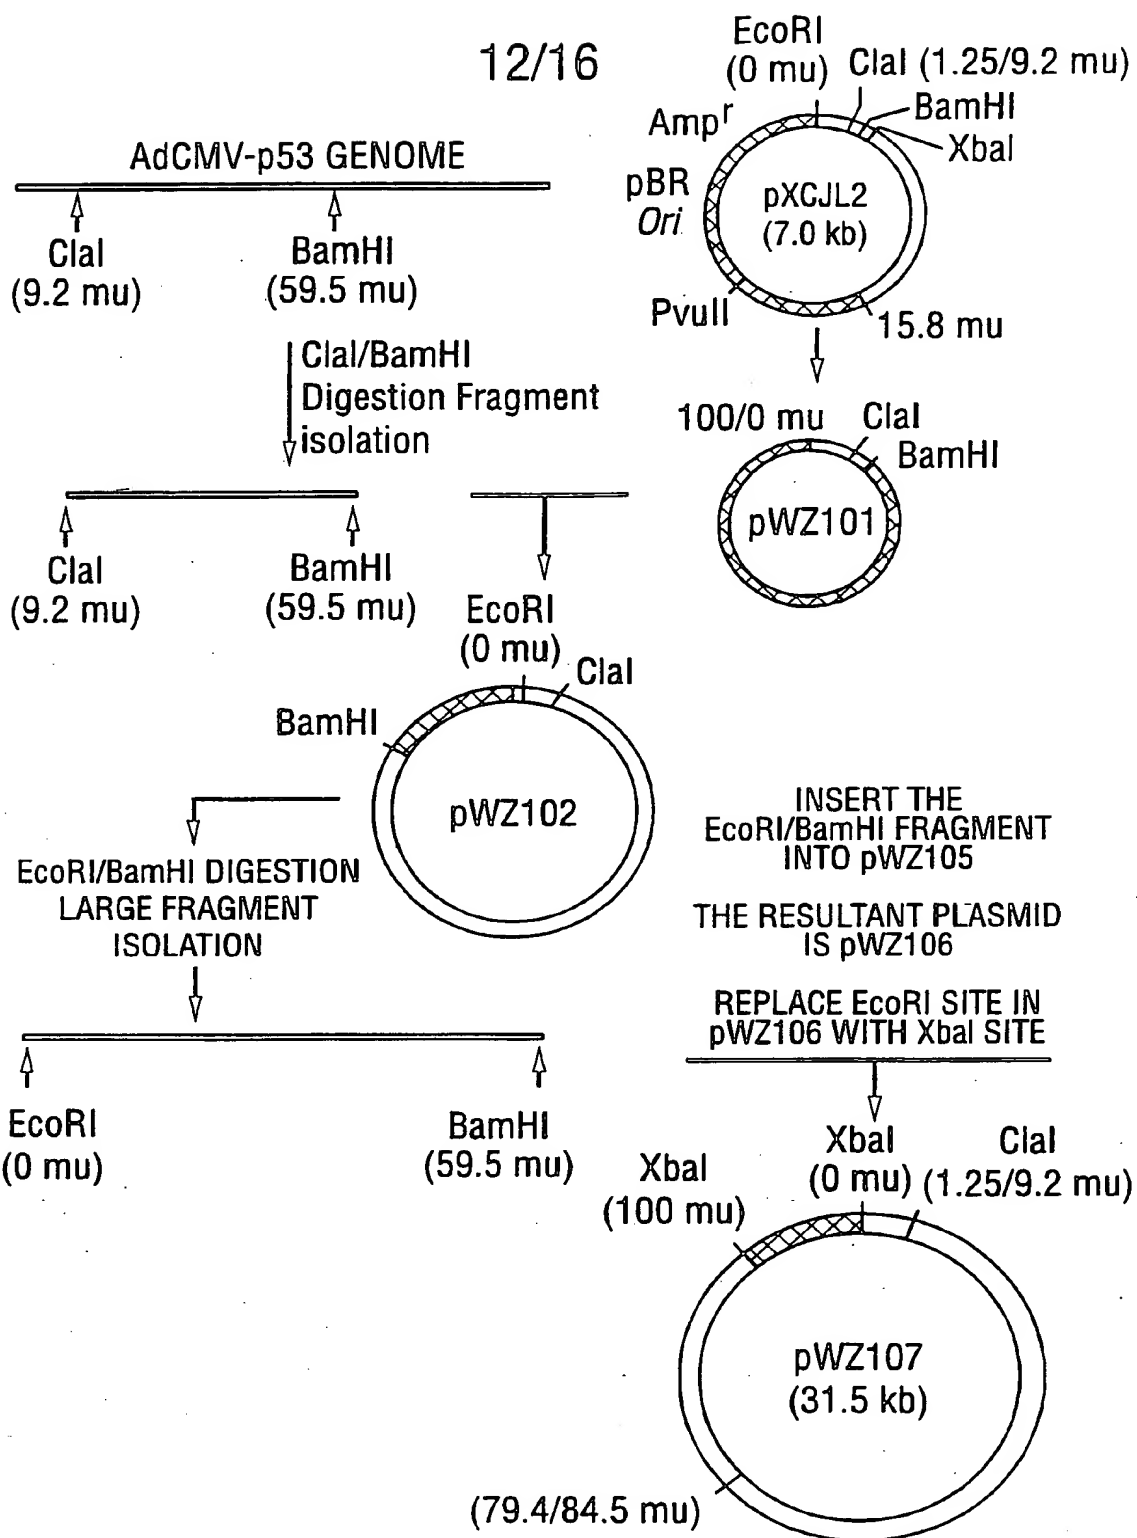 12/16
AdCMV-p53 GENOME
ClaI
(9.2 mu)
BamHI
(59.5 mu)
ClaI/BamHI
Digestion Fragment
isolation
ClaI
(9.2 mu)
BamHI
(59.5 mu)
EcoRI
(0 mu)
ClaI (1.25/9.2 mu)
BamHI
XbaI
Ampr
pBR
Ori
pXCJL2
(7.0 kb)
PvuII
15.8 mu
100/0 mu
ClaI
BamHI
pWZ101
EcoRI
(0 mu)
ClaI
BamHI
pWZ102
EcoRI/BamHI DIGESTION
LARGE FRAGMENT
ISOLATION
EcoRI
(0 mu)
BamHI
(59.5 mu)
INSERT THE
EcoRI/BamHI FRAGMENT
INTO pWZ105
THE RESULTANT PLASMID
IS pWZ106
REPLACE EcoRI SITE IN
pWZ106 WITH XbaI SITE
XbaI
(100 mu)
XbaI
(0 mu)
ClaI
(1.25/9.2 mu)
pWZ107
(31.5 kb)
(79.4/84.5 mu)